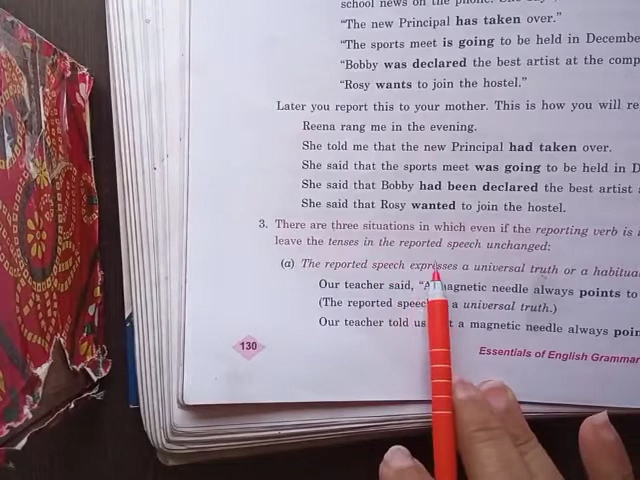 school news on the phone. She
"The new Principal has taken over."
"The sports meet is going to be held in Decembe
"Bobby was declared the best artist at the comp
"Rosy wants to join the hostel."
Later you report this to your mother. This is how you will re
Reena rang me in the evening.
She told me that the new Principal had taken over.
She said that the sports meet was going to be held in D
She said that Bobby had been declared the best artist
She said that Rosy wanted to join the hostel.
3. There are three situations in which even if the reporting verb is
leave the tenses in the reported speech unchanged:
(a) The reported speech expresses a universal truth or a habitua
Our teacher said, "A magnetic needle always points to
(The reported speec a universal truth.)
Our teacher told us t a magnetic needle always poin
130
Essentials of English Grammar